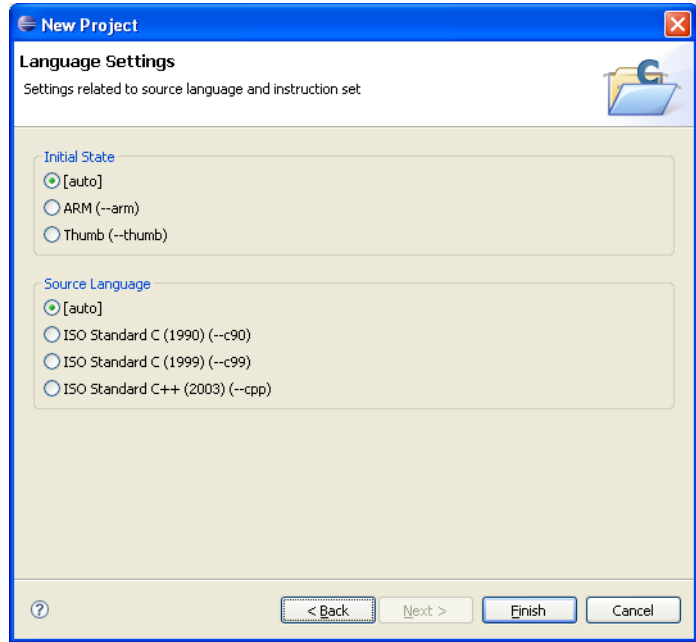 New Project
Language Settings
Settings related to source language and instruction set
C
Initial State
[auto]
ARM (--arm)
Thumb (--thumb)
Source Language
[auto]
ISO Standard C (1990) (--c90)
ISO Standard C (1999) (--c99)
ISO Standard C++ (2003) (--cpp)
? < Back Next > Finish Cancel